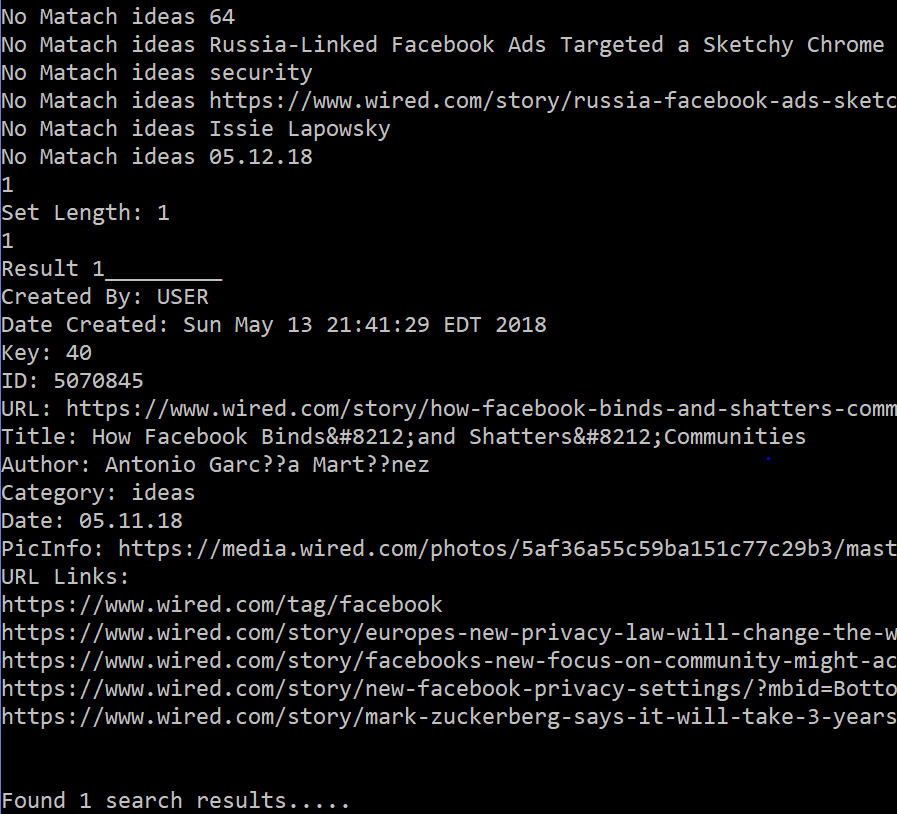 No Matach ideas 64
No Matach ideas Russia-Linked Facebook Ads Targeted a Sketchy Chrome
No Matach ideas security
No Matach ideas https://www.wired.com/story/russia-facebook-ads-sketc
No Matach ideas Issie Lapowsky
No Matach ideas 05.12.18
1
Set Length: 1
1
Result 1_________
Created By: USER
Date Created: Sun May 13 21:41:29 EDT 2018
Key: 40
ID: 5070845
URL: https://www.wired.com/story/how-facebook-binds-and-shatters-comm
Title: How Facebook Binds&#8212;and Shatters&#8212;Communities
Author: Antonio Garc??a Mart??nez
Category: ideas
Date: 05.11.18
PicInfo: https://media.wired.com/photos/5af36a55c59ba151c77c29b3/mast
URL Links:
https://www.wired.com/tag/facebook
https://www.wired.com/story/europes-new-privacy-law-will-change-the-w
https://www.wired.com/story/facebooks-new-focus-on-community-might-ac
https://www.wired.com/story/new-facebook-privacy-settings/?mbid=Botto
https://www.wired.com/story/mark-zuckerberg-says-it-will-take-3-years
Found 1 search results.....